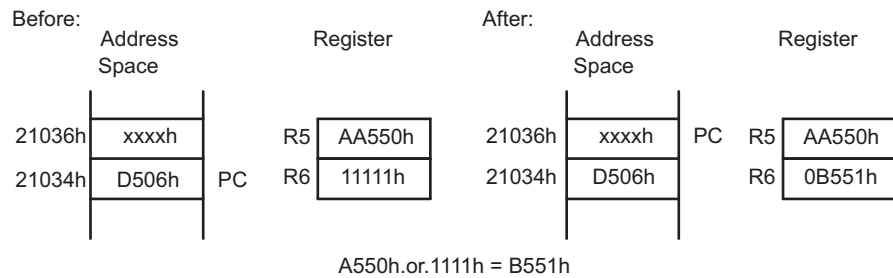 Before:
Address Space
Register
21036h xxxxh
R5 AA550h
21034h D506h PC
R6 11111h
After:
Address Space
Register
21036h xxxxh PC
R5 AA550h
21034h D506h
R6 0B551h
A550h.or.1111h = B551h